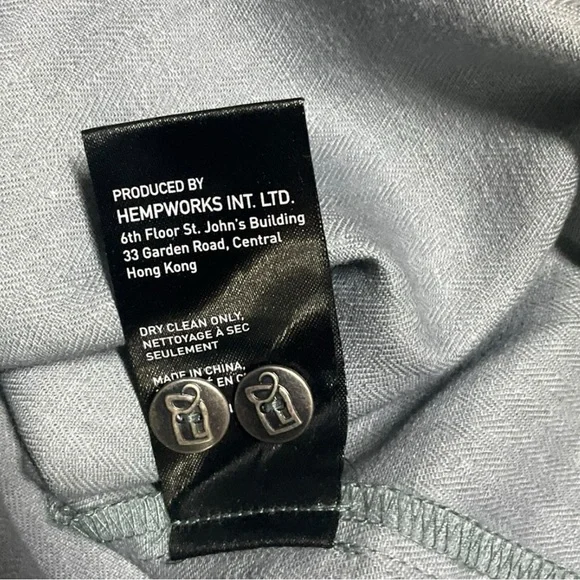 PRODUCED BY
HEMPWORKS INT. LTD.
6th Floor St. John's Building
33 Garden Road, Central
Hong Kong
DRY CLEAN ONLY,
NETTOYAGE À SEC
SEULEMENT
MADE IN CHINA,
EN